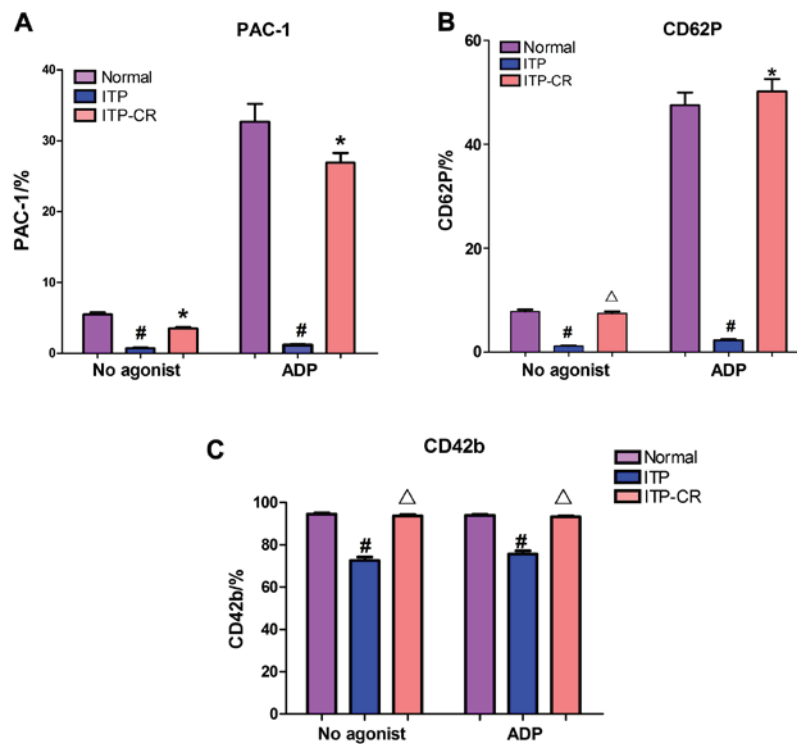 A
PAC-1
Normal
ITP
ITP-CR
PAC-1/%
40
30
20
10
0
#
*
#
*
No agonist
ADP
B
CD62P
Normal
ITP
ITP-CR
CD62P/%
60
40
20
0
#
△
#
*
No agonist
ADP
C
CD42b
Normal
ITP
ITP-CR
CD42b/%
100
80
60
40
20
0
#
△
#
△
No agonist
ADP